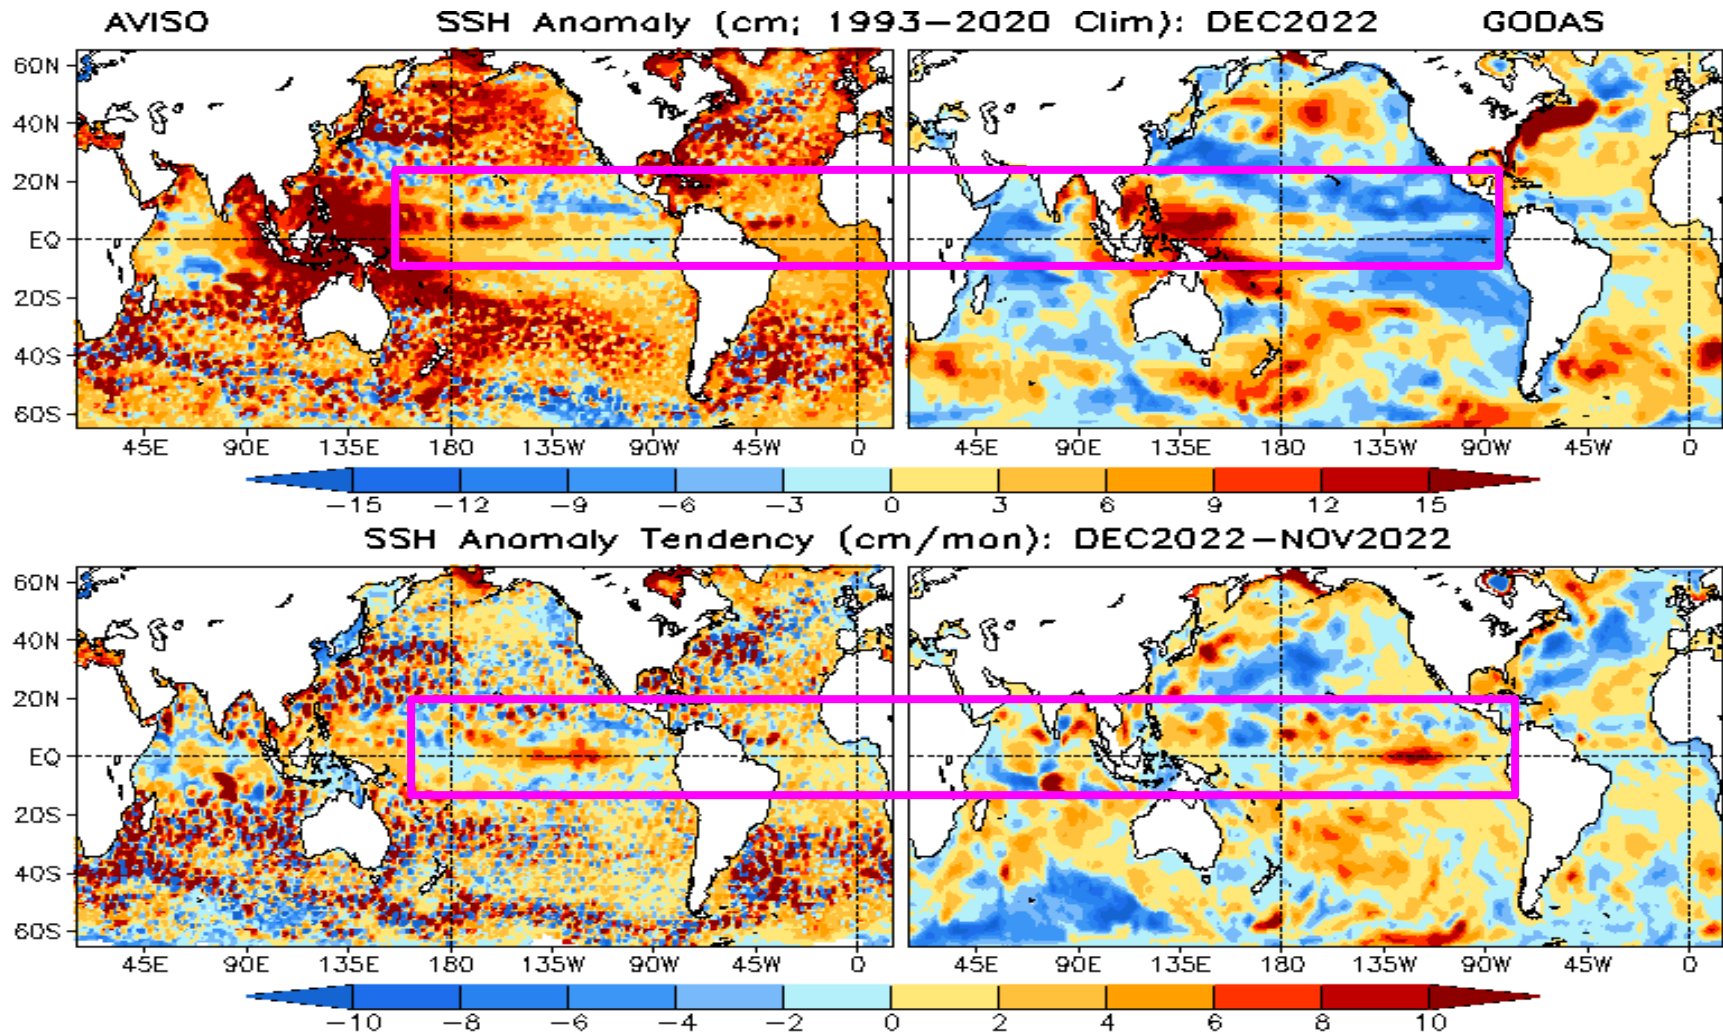 AVISO SSH Anomaly (cm; 1993-2020 Clim): DEC2022 GODAS
60N
40N
20N
EQ
20S
40S
60S
45E 90E 135E 180 135W 90W 45W 0 45E 90E 135E 180 135W 90W 45W 0
-15 -12 -9 -6 -3 0 3 6 9 12 15
SSH Anomaly Tendency (cm/mon): DEC2022-NOV2022
60N
40N
20N
EQ
20S
40S
60S
45E 90E 135E 180 135W 90W 45W 0 45E 90E 135E 180 135W 90W 45W 0
-10 -8 -6 -4 -2 0 2 4 6 8 10